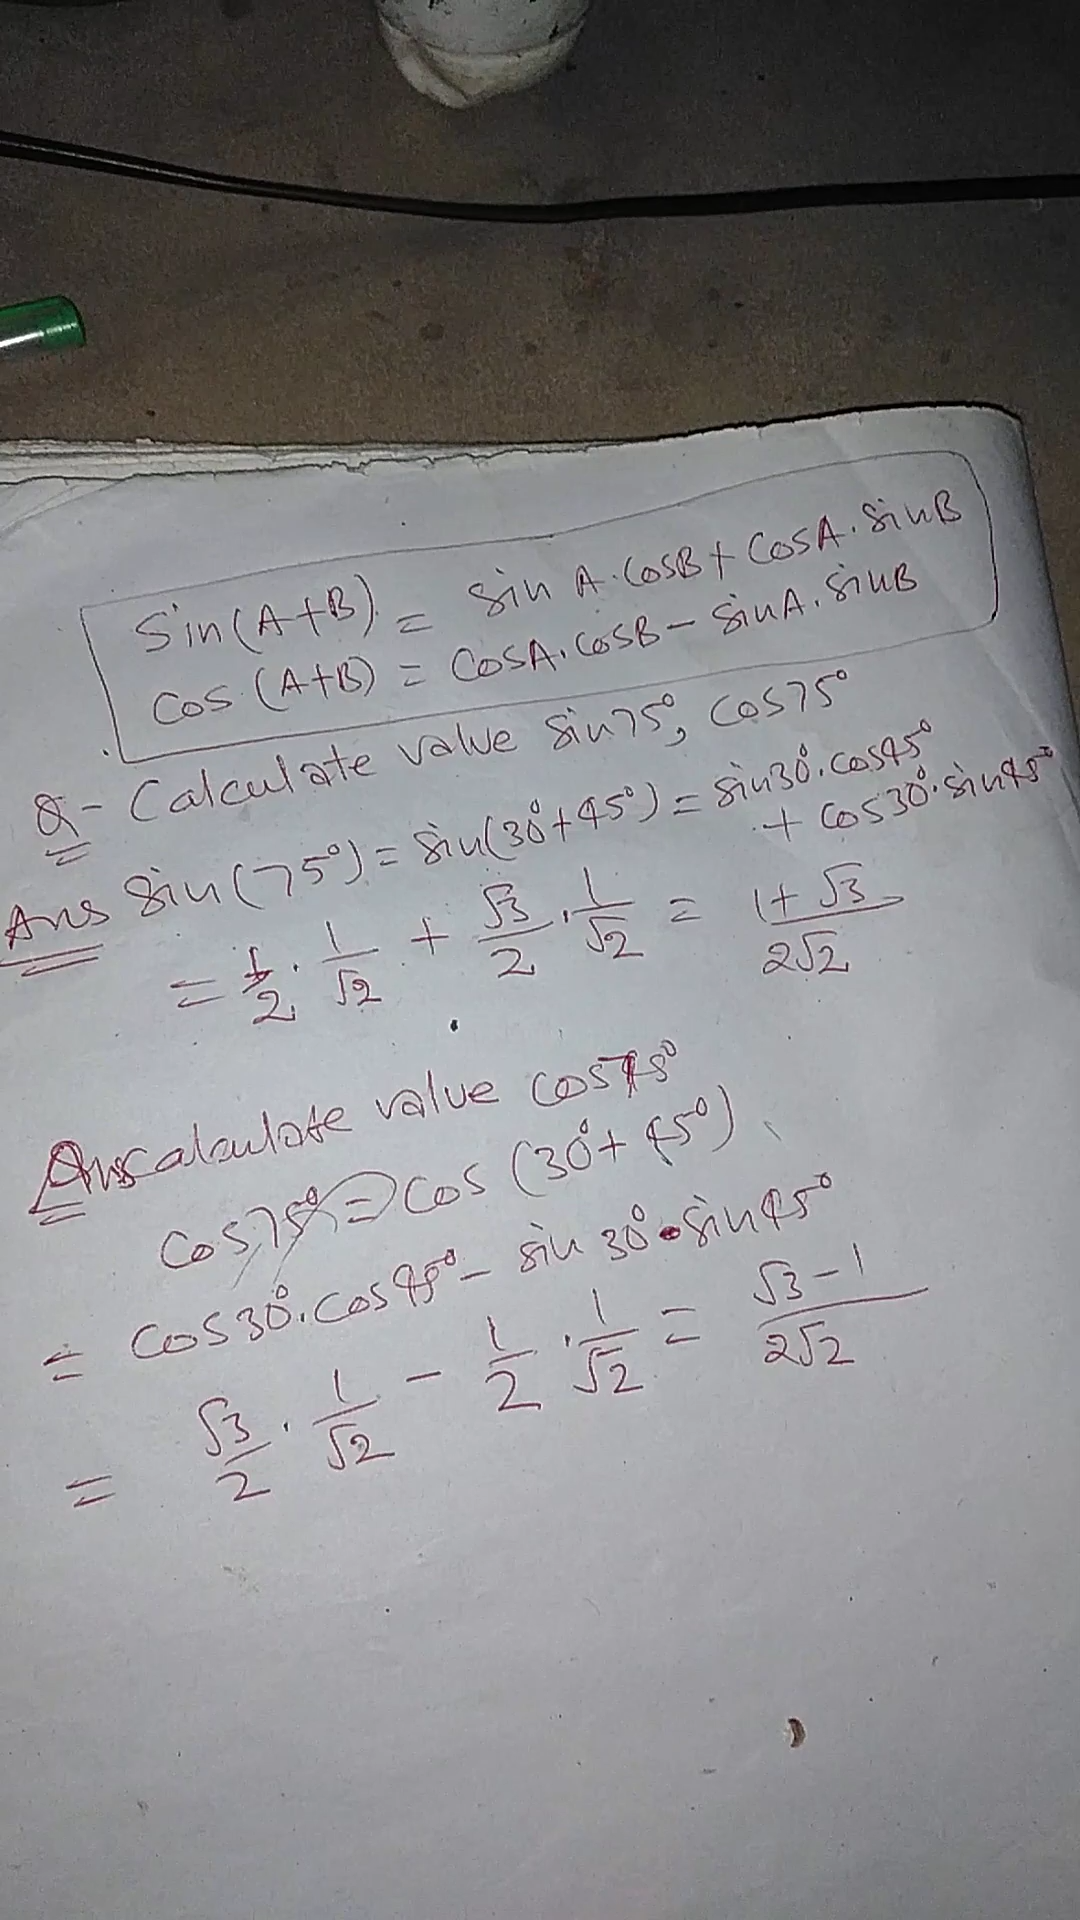 Sin(A+B) = Sin A.CosB + CosA.SinB
Cos (A+B) = CosA.CosB − SinA.SinB
Q- Calculate value Sin75°, Cos75°
Ans Sin(75°) = Sin(30°+45°) = Sin30°.Cos45°
+ Cos30°.Sin45°
= 1/2 . 1/√2 + √3/2 . 1/√2 = 1+√3/2√2
Ans calculate value Cos75°
Cos75° = Cos (30°+45°)
= Cos30°.Cos45° − Sin 30°.Sin45°
= √3/2 . 1/√2 − 1/2 . 1/√2 = √3−1/2√2